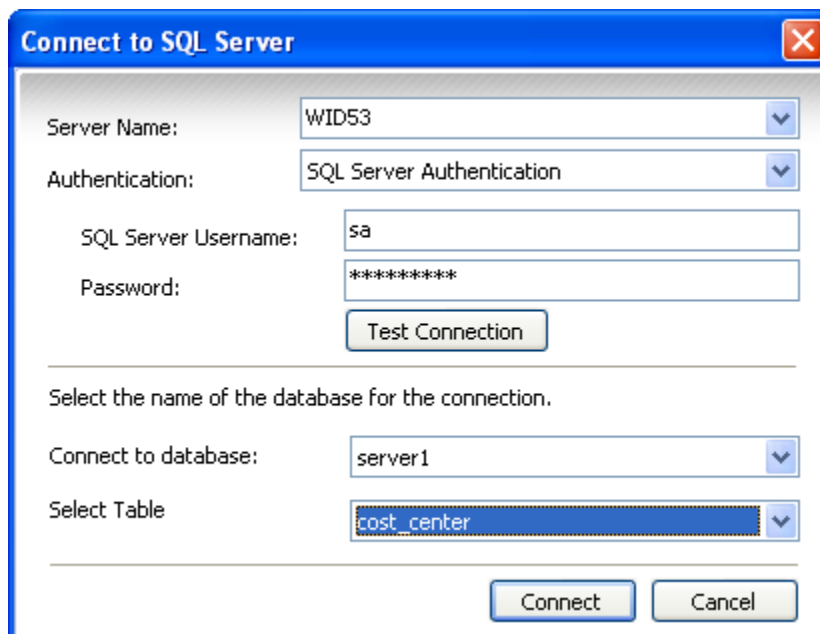 Connect to SQL Server
Server Name: WID53
Authentication: SQL Server Authentication
SQL Server Username: sa
Password: *********
Test Connection
Select the name of the database for the connection.
Connect to database: server1
Select Table cost_center
Connect Cancel